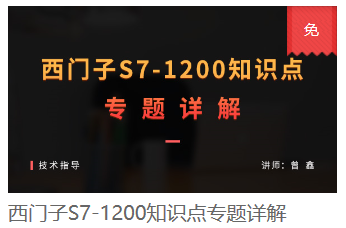 免
西门子S7-1200知识点
专题详解
技术指导
讲师：曾 鑫
西门子S7-1200知识点专题详解